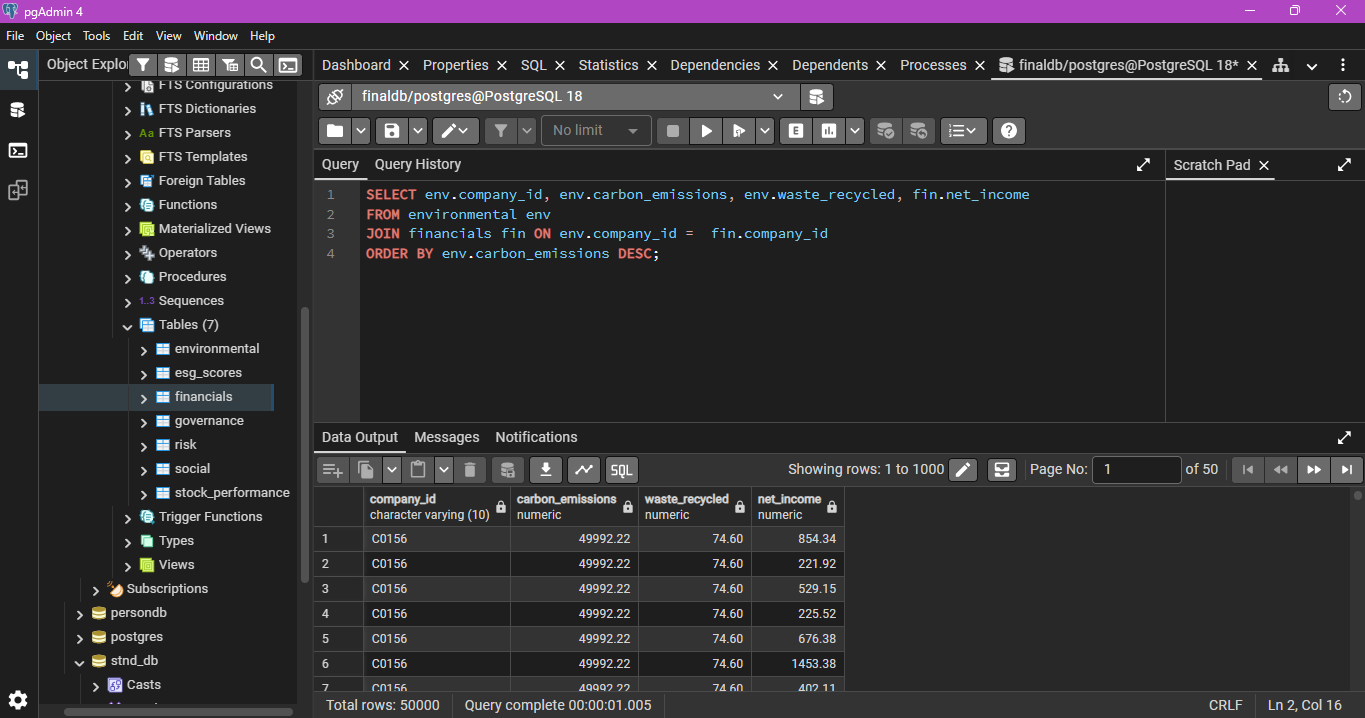 pgAdmin 4
File Object Tools Edit View Window Help
Object Explo
Dashboard Properties SQL Statistics Dependencies Dependents Processes finaldb/postgres@PostgreSQL 18*
finaldb/postgres@PostgreSQL 18
No limit
E
Query Query History
Scratch Pad
1 SELECT env.company_id, env.carbon_emissions, env.waste_recycled, fin.net_income
2 FROM environmental env
3 JOIN financials fin ON env.company_id = fin.company_id
4 ORDER BY env.carbon_emissions DESC;
FTS Configurations
FTS Dictionaries
Aa FTS Parsers
FTS Templates
Foreign Tables
Functions
Materialized Views
Operators
Procedures
1..3 Sequences
Tables (7)
environmental
esg_scores
financials
governance
risk
social
stock_performance
Trigger Functions
Types
Views
Subscriptions
persondb
postgres
stnd_db
Casts
Data Output Messages Notifications
SQL
Showing rows: 1 to 1000
Page No: 1 of 50
company_id carbon_emissions waste_recycled net_income
character varying (10) numeric numeric numeric
1 C0156 49992.22 74.60 854.34
2 C0156 49992.22 74.60 221.92
3 C0156 49992.22 74.60 529.15
4 C0156 49992.22 74.60 225.52
5 C0156 49992.22 74.60 676.38
6 C0156 49992.22 74.60 1453.38
7 C0156 49992.22 74.60 402.11
Total rows: 50000 Query complete 00:00:01.005 CRLF Ln 2, Col 16